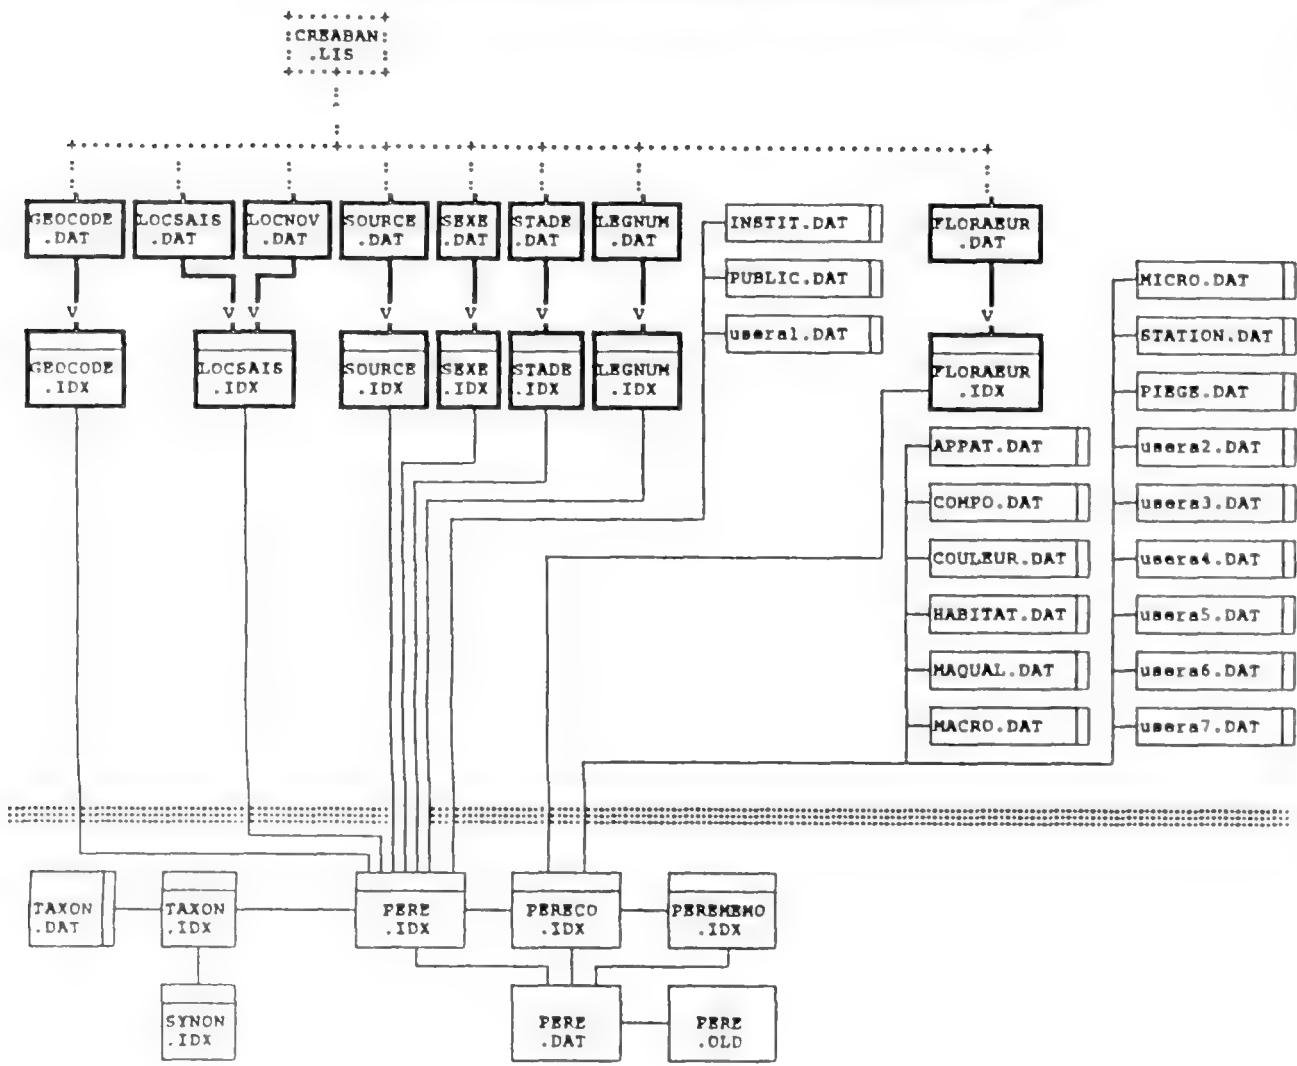 CREABAN
.LIS
GEOCODE
.DAT
LOCSAIS
.DAT
LOCNOV
.DAT
SOURCE
.DAT
SEXE
.DAT
STADE
.DAT
LEGNUM
.DAT
INSTIT.DAT
PUBLIC.DAT
usera1.DAT
FLORAEUR
.DAT
V
V
V
V
V
V
V
V
GEOCODE
.IDX
LOCSAIS
.IDX
SOURCE
.IDX
SEXE
.IDX
STADE
.IDX
LEGNUM
.IDX
FLORAEUR
.IDX
APPAT.DAT
COMPO.DAT
COULEUR.DAT
HABITAT.DAT
MAQUAL.DAT
MACRO.DAT
MICRO.DAT
STATION.DAT
PIEGE.DAT
usera2.DAT
usera3.DAT
usera4.DAT
usera5.DAT
usera6.DAT
usera7.DAT
TAXON
.DAT
TAXON
.IDX
PERE
.IDX
PERECO
.IDX
PEREMEMO
.IDX
SYNON
.IDX
PERE
.DAT
PERE
.OLD